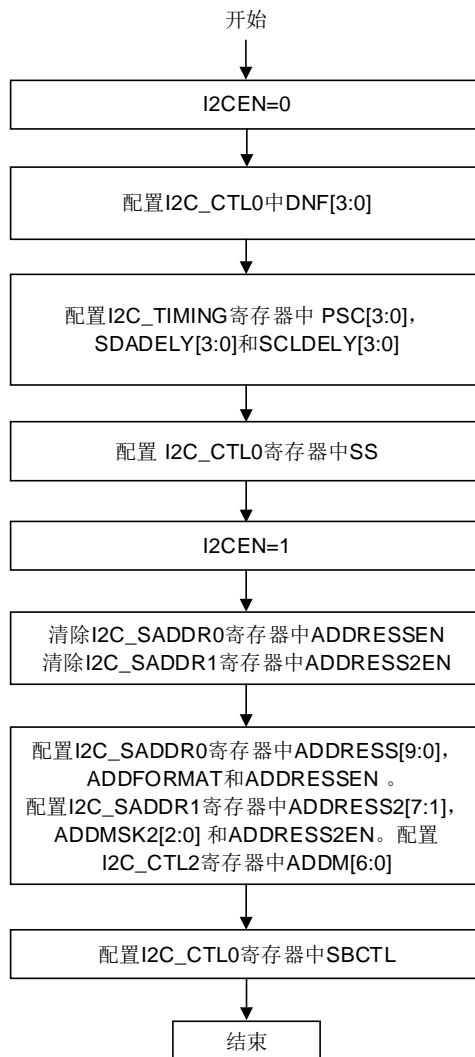 开始
I2CEN=0
配置I2C_CTL0中DNF[3:0]
配置I2C_TIMING寄存器中 PSC[3:0]，
SDADELY[3:0]和SCLDELY[3:0]
配置 I2C_CTL0寄存器中SS
I2CEN=1
清除I2C_SADDR0寄存器中ADDRESSEN
清除I2C_SADDR1寄存器中ADDRESS2EN
配置I2C_SADDR0寄存器中ADDRESS[9:0]，
ADDFORMAT和ADDRESSEN 。
配置I2C_SADDR1寄存器中ADDRESS2[7:1]，
ADDMSK2[2:0] 和ADDRESS2EN。配置
I2C_CTL2寄存器中ADDM[6:0]
配置I2C_CTL0寄存器中SBCTL
结束